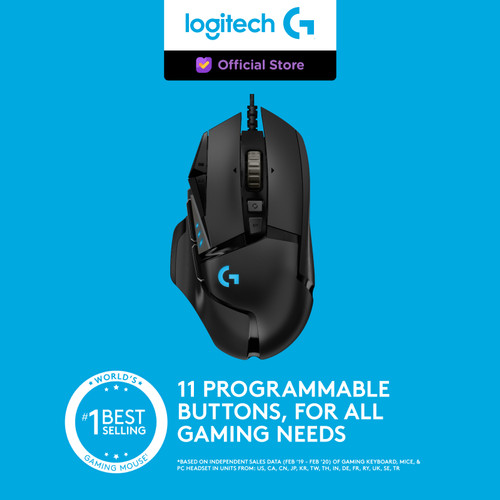 logitech G
Official Store
WORLD'S
#1 BEST
SELLING
GAMING MOUSE*
11 PROGRAMMABLE
BUTTONS, FOR ALL
GAMING NEEDS
*BASED ON INDEPENDENT SALES DATA (FEB '19 - FEB '20) OF GAMING KEYBOARD, MICE, &
PC HEADSET IN UNITS FROM: US, CA, CN, JP, KR, TW, TH, IN, DE, FR, RY, UK, SE, TR